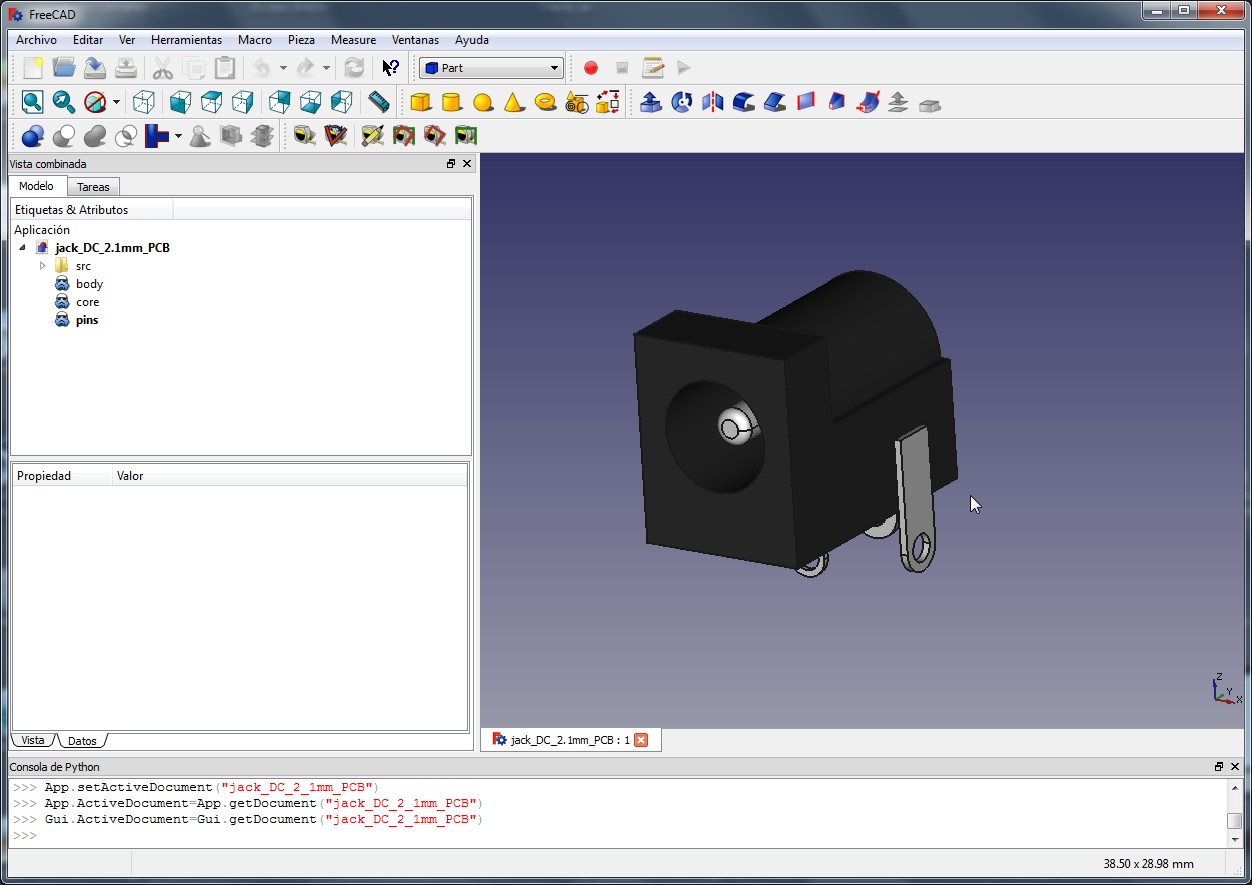 FreeCAD
Archivo Editar Ver Herramientas Macro Pieza Measure Ventanas Ayuda
Part
Vista combinada
Modelo Tareas
Etiquetas & Atributos
Aplicación
jack_DC_2.1mm_PCB
src
body
core
pins
Propiedad Valor
Z
Y
X
Vista Datos
jack_DC_2.1mm_PCB : 1
Consola de Python
>>> App.setActiveDocument("jack_DC_2_1mm_PCB")
>>> App.ActiveDocument=App.getDocument("jack_DC_2_1mm_PCB")
>>> Gui.ActiveDocument=Gui.getDocument("jack_DC_2_1mm_PCB")
>>>
38.50 x 28.98 mm